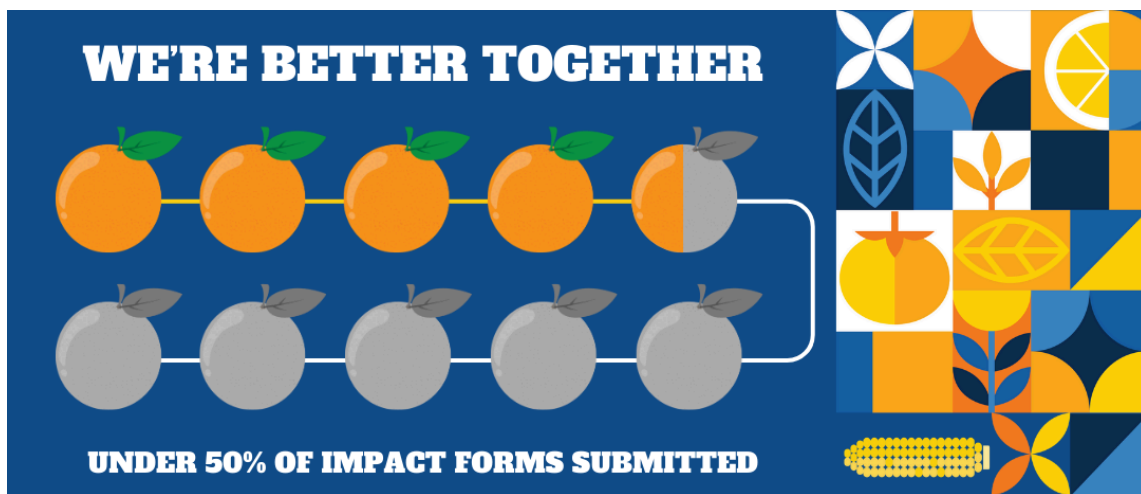 WE'RE BETTER TOGETHER
UNDER 50% OF IMPACT FORMS SUBMITTED